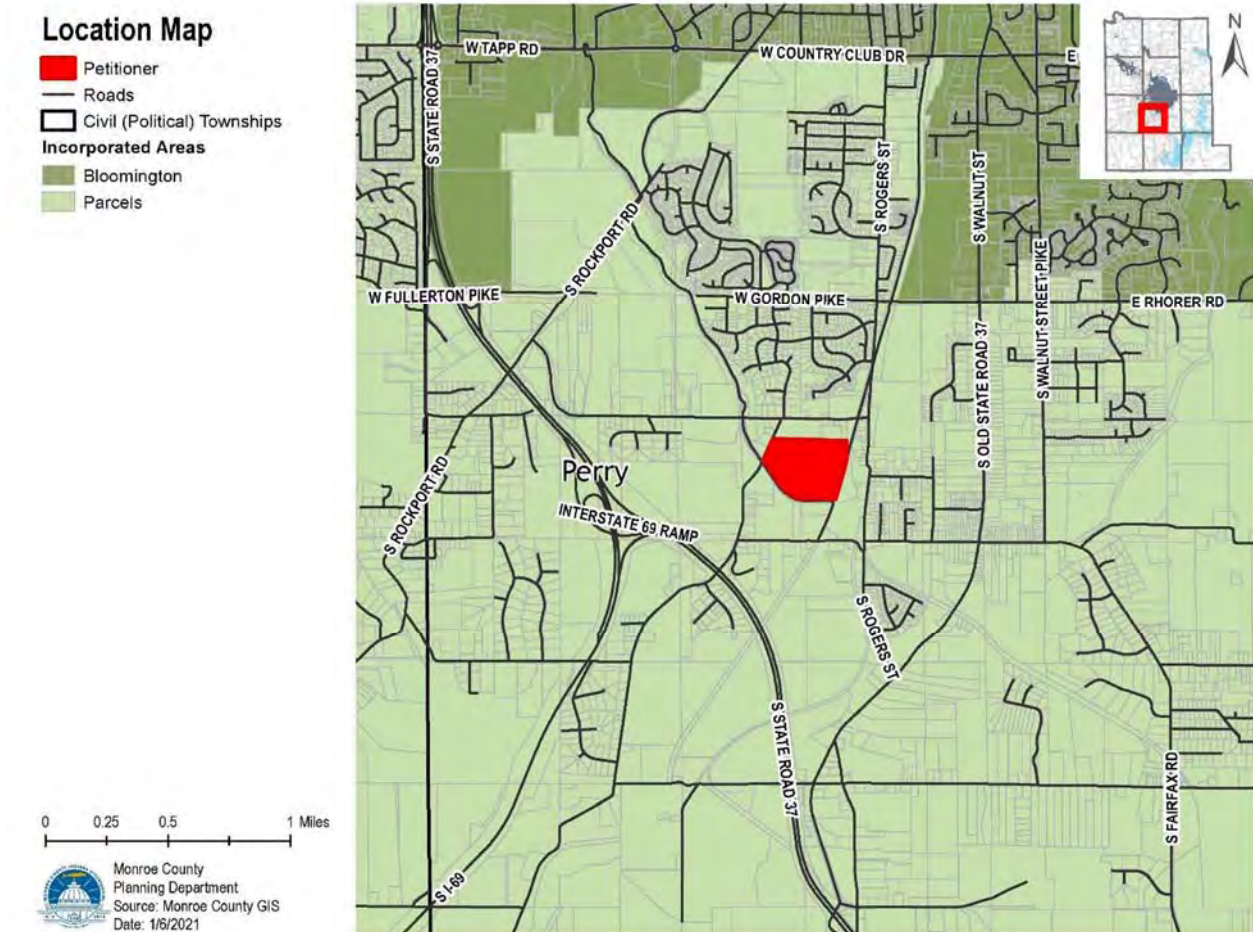 Location Map
Petitioner
Roads
Civil (Political) Townships
Incorporated Areas
Bloomington
Parcels
0 0.25 0.5 1 Miles
Monroe County
Planning Department
Source: Monroe County GIS
Date: 1/6/2021
N
W TAPP RD
W COUNTRY CLUB DR
E
S STATE ROAD 37
S ROGERS ST
S WALNUT ST
S ROCKPORT RD
S WALNUT STREET PIKE
W FULLERTON PIKE
W GORDON PIKE
E RHORER RD
S OLD STATE ROAD 37
Perry
S ROCKPORT RD
INTERSTATE 69 RAMP
S ROGERS ST
S STATE ROAD 37
S FAIRFAX RD
S I-69